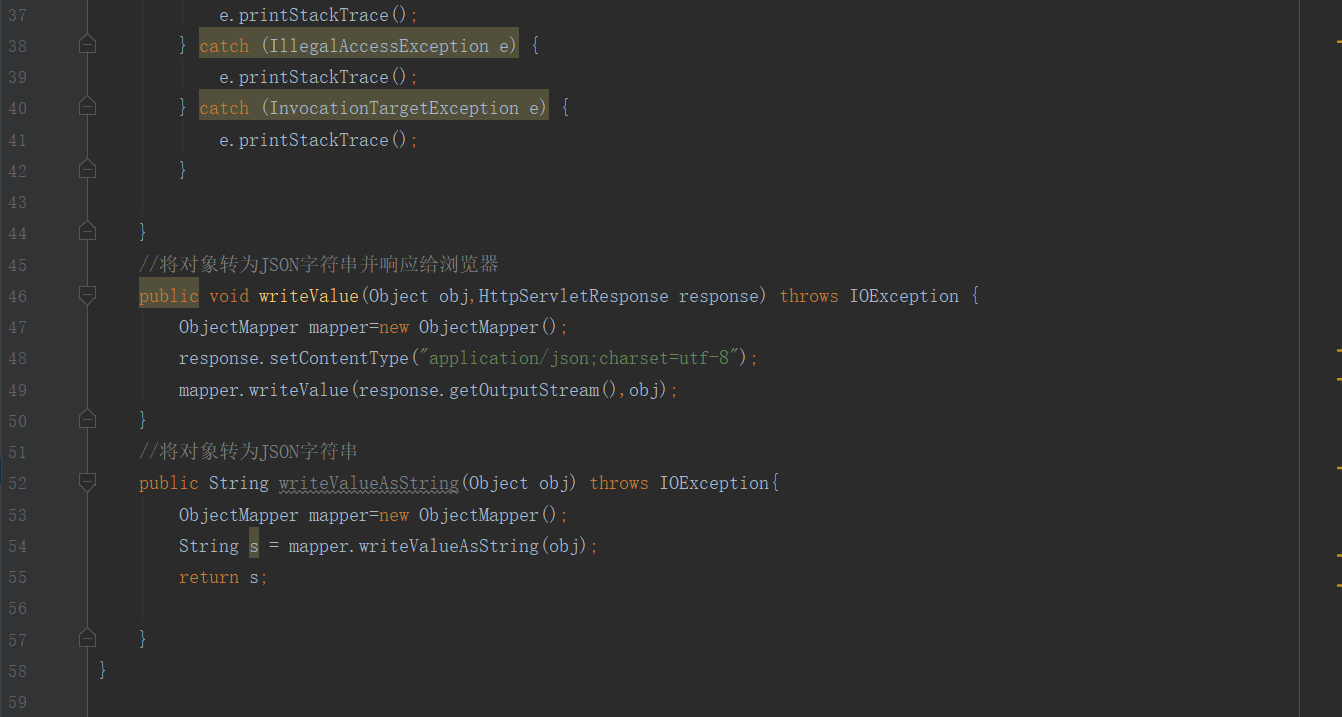 37 e.printStackTrace();
38 } catch (IllegalAccessException e) {
39 e.printStackTrace();
40 } catch (InvocationTargetException e) {
41 e.printStackTrace();
42 }
43
44 }
45 //将对象转为JSON字符串并响应给浏览器
46 public void writeValue(Object obj,HttpServletResponse response) throws IOException {
47 ObjectMapper mapper=new ObjectMapper();
48 response.setContentType("application/json;charset=utf-8");
49 mapper.writeValue(response.getOutputStream(),obj);
50 }
51 //将对象转为JSON字符串
52 public String writeValueAsString(Object obj) throws IOException{
53 ObjectMapper mapper=new ObjectMapper();
54 String s = mapper.writeValueAsString(obj);
55 return s;
56
57 }
58 }
59